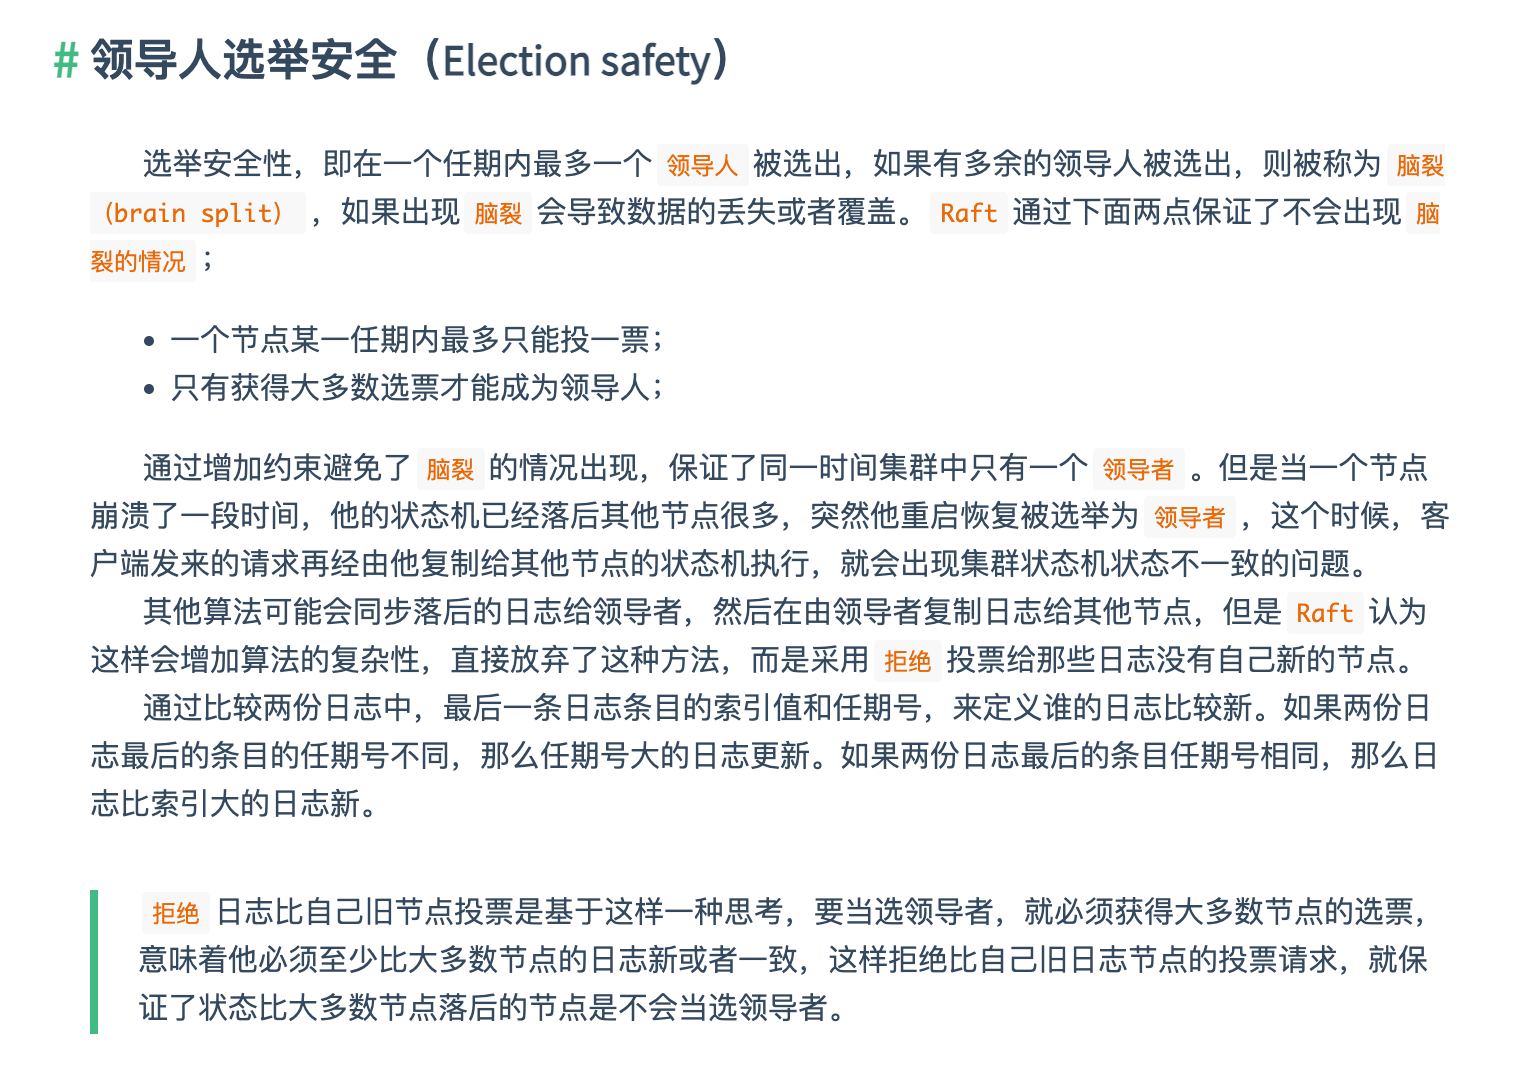 # 领导人选举安全（Election safety）
选举安全性，即在一个任期内最多一个 领导人 被选出，如果有多余的领导人被选出，则被称为 脑裂
（brain split） ，如果出现 脑裂 会导致数据的丢失或者覆盖。 Raft 通过下面两点保证了不会出现 脑
裂的情况 ；
• 一个节点某一任期内最多只能投一票；
• 只有获得大多数选票才能成为领导人；
通过增加约束避免了 脑裂 的情况出现，保证了同一时间集群中只有一个 领导者 。但是当一个节点
崩溃了一段时间，他的状态机已经落后其他节点很多，突然他重启恢复被选举为 领导者 ，这个时候，客
户端发来的请求再经由他复制给其他节点的状态机执行，就会出现集群状态机状态不一致的问题。
其他算法可能会同步落后的日志给领导者，然后在由领导者复制日志给其他节点，但是 Raft 认为
这样会增加算法的复杂性，直接放弃了这种方法，而是采用 拒绝 投票给那些日志没有自己新的节点。
通过比较两份日志中，最后一条日志条目的索引值和任期号，来定义谁的日志比较新。如果两份日
志最后的条目的任期号不同，那么任期号大的日志更新。如果两份日志最后的条目任期号相同，那么日
志比索引大的日志新。
拒绝 日志比自己旧节点投票是基于这样一种思考，要当选领导者，就必须获得大多数节点的选票，
意味着他必须至少比大多数节点的日志新或者一致，这样拒绝比自己旧日志节点的投票请求，就保
证了状态比大多数节点落后的节点是不会当选领导者。